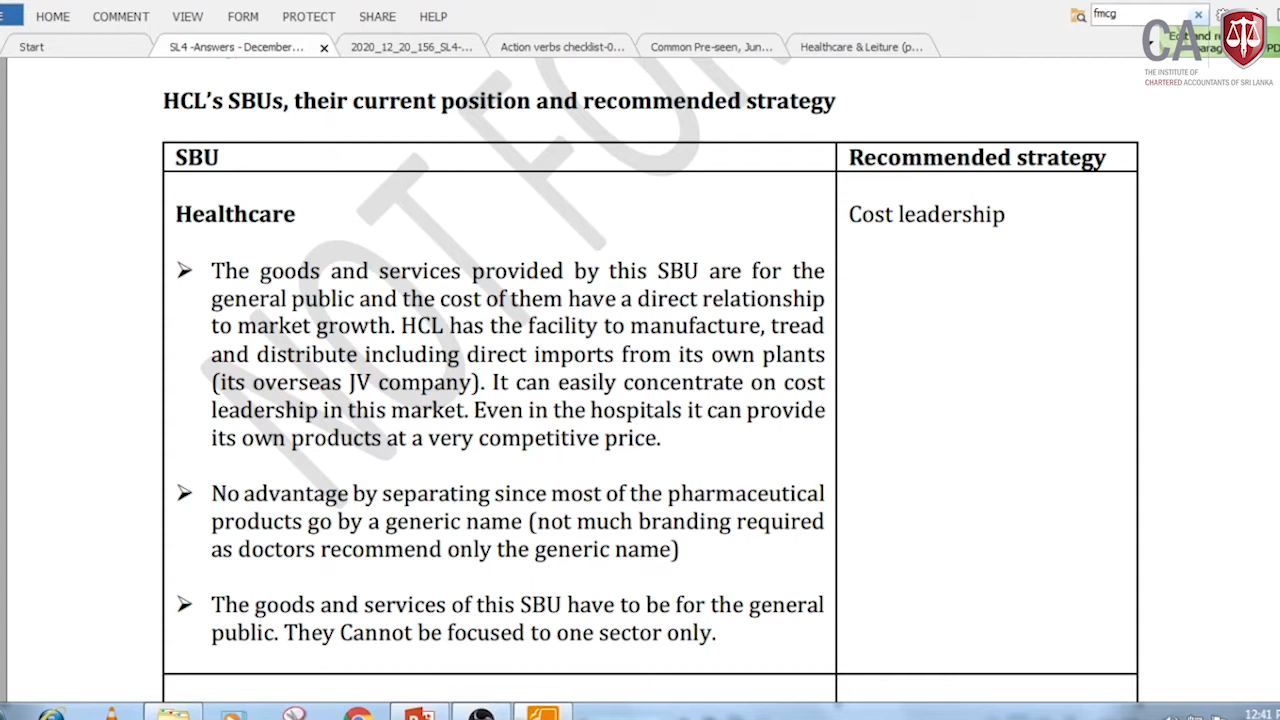 E
HOME COMMENT VIEW FORM PROTECT SHARE HELP
fmcg
Start SL4 -Answers - December... 2020_12_20_156_SL4-... Action verbs checklist-0... Common Pre-seen, Jun... Healthcare & Leiture (p...
CA
THE INSTITUTE OF
CHARTERED ACCOUNTANTS OF SRI LANKA
NOT FOR
HCL's SBUs, their current position and recommended strategy
SBU Recommended strategy
Healthcare Cost leadership
➢ The goods and services provided by this SBU are for the
general public and the cost of them have a direct relationship
to market growth. HCL has the facility to manufacture, tread
and distribute including direct imports from its own plants
(its overseas JV company). It can easily concentrate on cost
leadership in this market. Even in the hospitals it can provide
its own products at a very competitive price.
➢ No advantage by separating since most of the pharmaceutical
products go by a generic name (not much branding required
as doctors recommend only the generic name)
➢ The goods and services of this SBU have to be for the general
public. They Cannot be focused to one sector only.
12:41